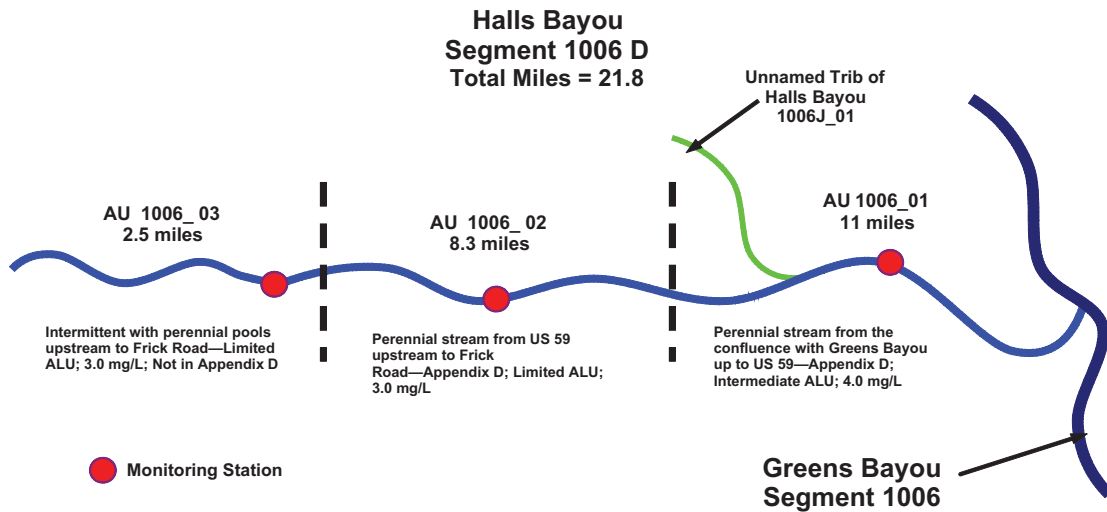 Halls Bayou
Segment 1006 D
Total Miles = 21.8
Unnamed Trib of
Halls Bayou
1006J_01
AU 1006_ 03
2.5 miles
AU 1006_ 02
8.3 miles
AU 1006_01
11 miles
Intermittent with perennial pools
upstream to Frick Road—Limited
ALU; 3.0 mg/L; Not in Appendix D
Perennial stream from US 59
upstream to Frick
Road—Appendix D; Limited ALU;
3.0 mg/L
Perennial stream from the
confluence with Greens Bayou
up to US 59—Appendix D;
Intermediate ALU; 4.0 mg/L
Monitoring Station
Greens Bayou
Segment 1006